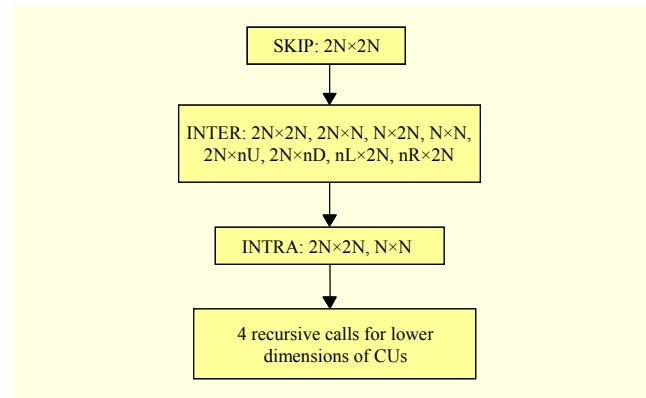 SKIP: 2N×2N
INTER: 2N×2N, 2N×N, N×2N, N×N,
2N×nU, 2N×nD, nL×2N, nR×2N
INTRA: 2N×2N, N×N
4 recursive calls for lower
dimensions of CUs